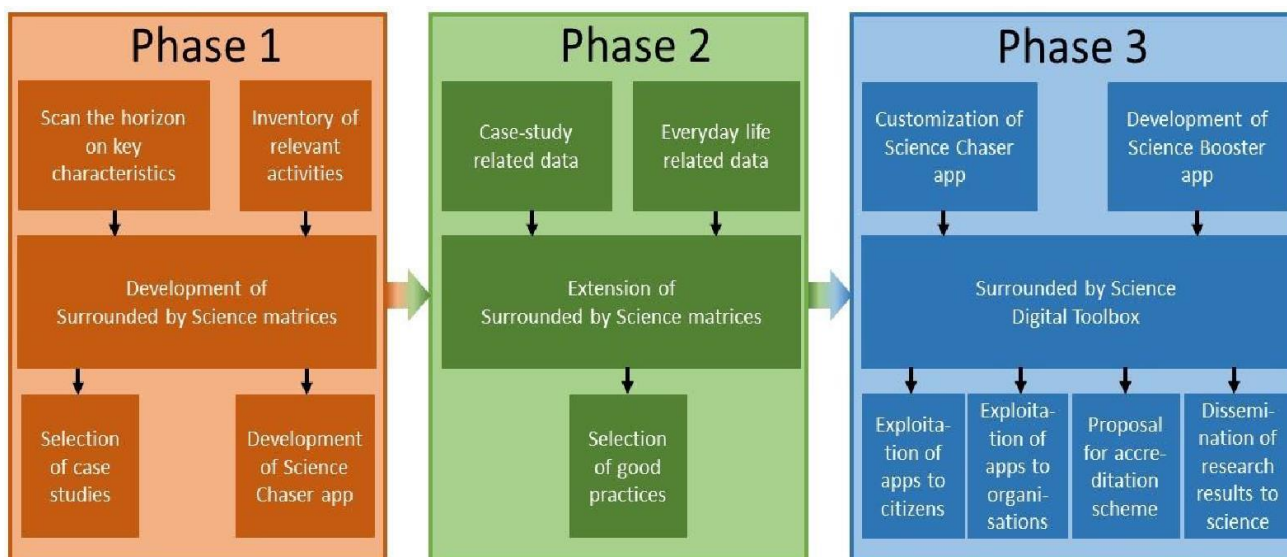 Phase 1
Scan the horizon
on key
characteristics
Inventory of
relevant
activities
Development of
Surrounded by Science matrices
Selection
of case
studies
Development
of Science
Chaser app
Phase 2
Case-study
related data
Everyday life
related data
Extension of
Surrounded by Science matrices
Selection
of good
practices
Phase 3
Customization of
Science Chaser
app
Development of
Science Booster
app
Surrounded by Science
Digital Toolbox
Exploita-
tion of
apps to
citizens
Exploita-
tion of
apps to
organi-
sations
Proposal
for accre-
ditation
scheme
Dissemi-
nation of
research
results to
science